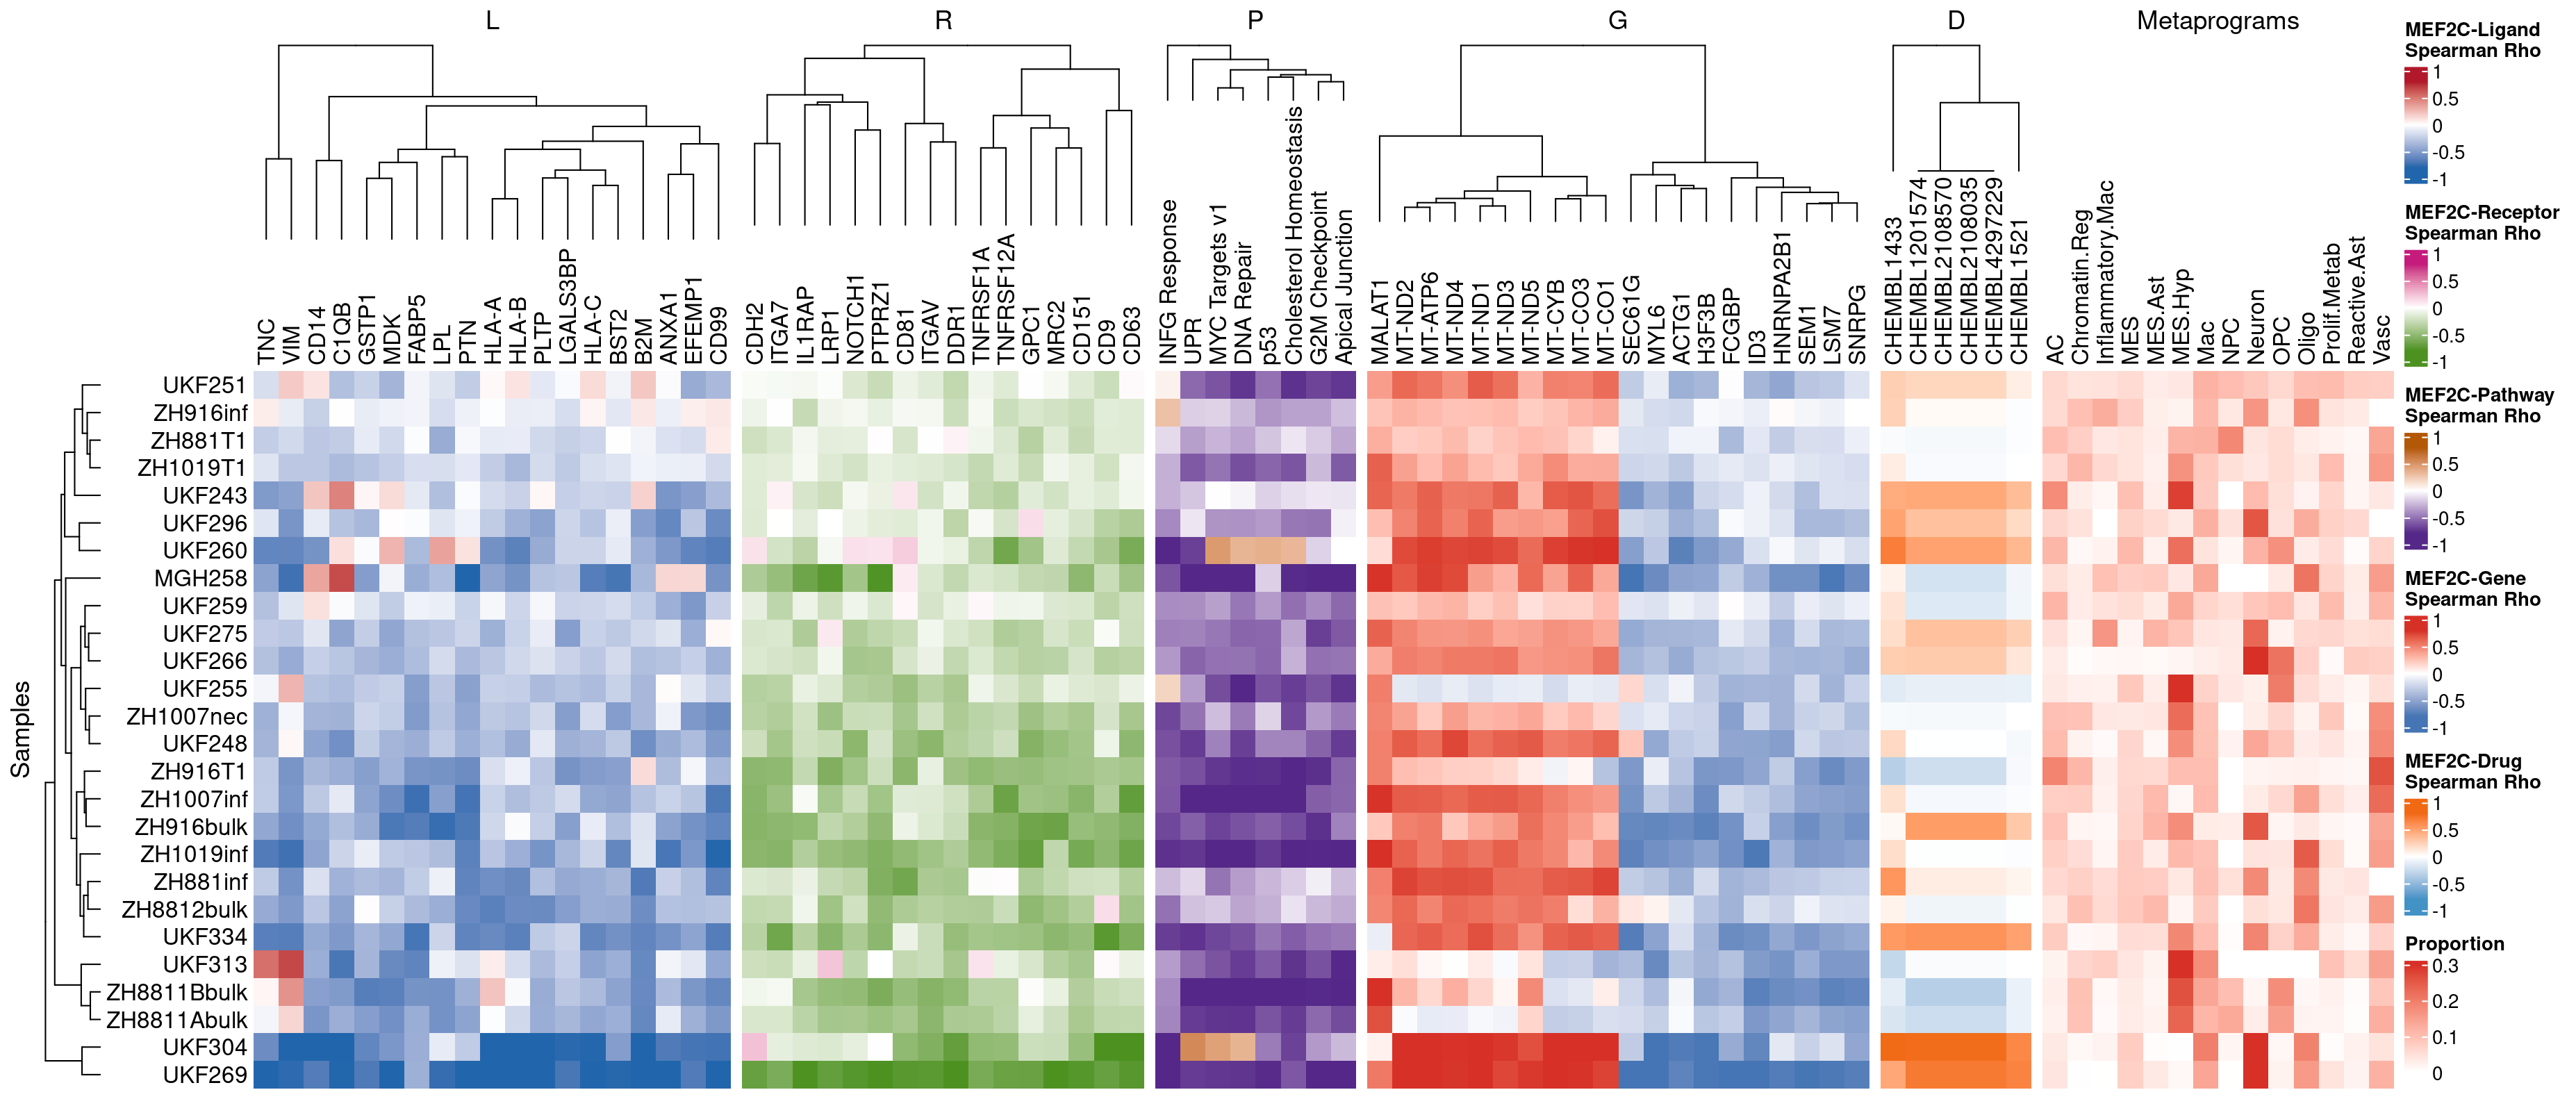 L
R
P
G
D
Metaprograms
TNC
VIM
CD14
C1QB
GSTP1
MDK
FABP5
LPL
PTN
HLA-A
HLA-B
PLTP
LGALS3BP
HLA-C
BST2
B2M
ANXA1
EFEMP1
CD99
CDH2
ITGA7
IL1RAP
LRP1
NOTCH1
PTPRZ1
CD81
ITGAV
DDR1
TNFRSF1A
TNFRSF12A
GPC1
MRC2
CD151
CD9
CD63
INFG Response
UPR
MYC Targets v1
DNA Repair
p53
Cholesterol Homeostasis
G2M Checkpoint
Apical Junction
MALAT1
MT-ND2
MT-ATP6
MT-ND4
MT-ND1
MT-ND3
MT-ND5
MT-CYB
MT-CO3
MT-CO1
SEC61G
MYL6
ACTG1
H3F3B
FCGBP
ID3
HNRNPA2B1
SEM1
LSM7
SNRPG
CHEMBL1433
CHEMBL1201574
CHEMBL2108570
CHEMBL2108035
CHEMBL4297229
CHEMBL1521
AC
Chromatin.Reg
Inflammatory.Mac
MES
MES.Ast
MES.Hyp
Mac
NPC
Neuron
OPC
Oligo
Prolif.Metab
Reactive.Ast
Vasc
Samples
UKF251
ZH916inf
ZH881T1
ZH1019T1
UKF243
UKF296
UKF260
MGH258
UKF259
UKF275
UKF266
UKF255
ZH1007nec
UKF248
ZH916T1
ZH1007inf
ZH916bulk
ZH1019inf
ZH881inf
ZH8812bulk
UKF334
UKF313
ZH8811Bbulk
ZH8811Abulk
UKF304
UKF269
MEF2C-Ligand
Spearman Rho
1
0.5
0
-0.5
-1
MEF2C-Receptor
Spearman Rho
1
0.5
0
-0.5
-1
MEF2C-Pathway
Spearman Rho
1
0.5
0
-0.5
-1
MEF2C-Gene
Spearman Rho
1
0.5
0
-0.5
-1
MEF2C-Drug
Spearman Rho
1
0.5
0
-0.5
-1
Proportion
0.3
0.2
0.1
0